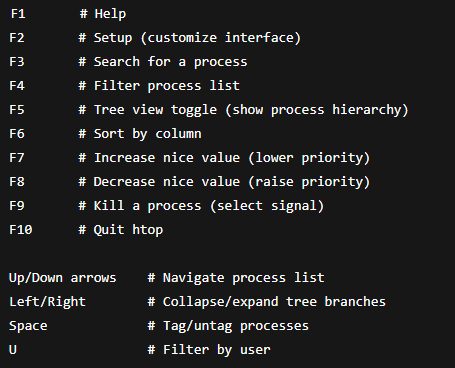 F1       # Help
F2       # Setup (customize interface)
F3       # Search for a process
F4       # Filter process list
F5       # Tree view toggle (show process hierarchy)
F6       # Sort by column
F7       # Increase nice value (lower priority)
F8       # Decrease nice value (raise priority)
F9       # Kill a process (select signal)
F10      # Quit htop

Up/Down arrows    # Navigate process list
Left/Right        # Collapse/expand tree branches
Space             # Tag/untag processes
U                 # Filter by user